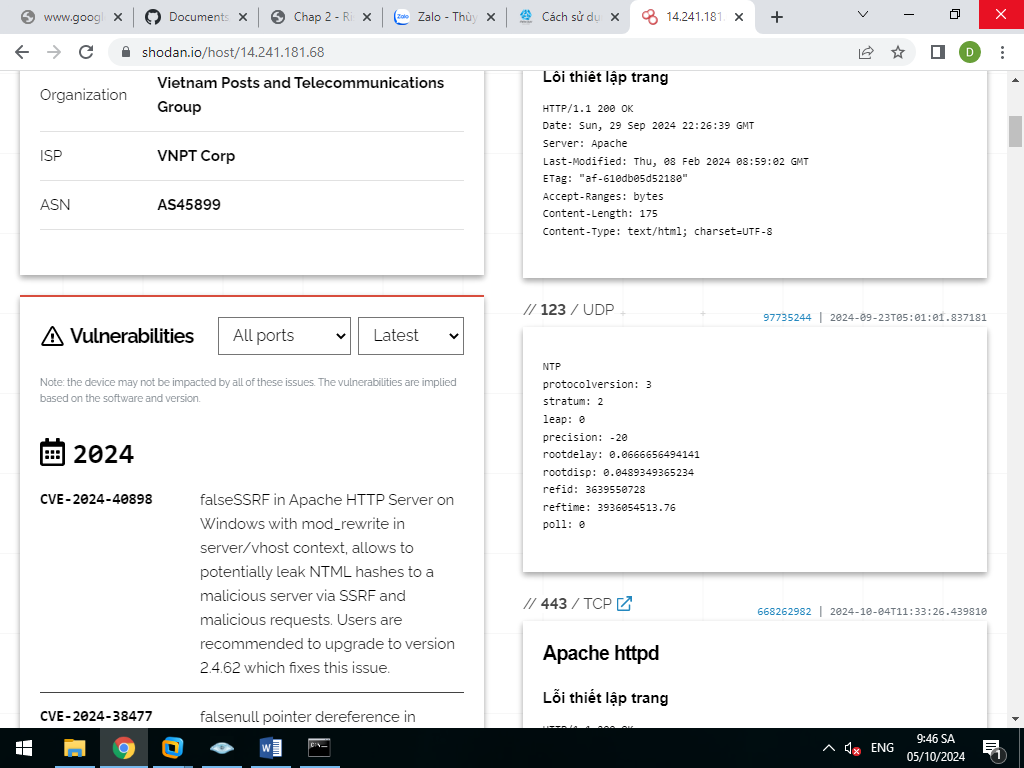 www.googl
Documents
Chap 2 - Ri
Zalo - Thùy
Cách sử dụ
14.241.181.
shodan.io/host/14.241.181.68
D
Organization
Vietnam Posts and Telecommunications
Group
ISP
VNPT Corp
ASN
AS45899
Vulnerabilities
All ports
Latest
Note: the device may not be impacted by all of these issues. The vulnerabilities are implied
based on the software and version.
2024
CVE-2024-40898
falseSSRF in Apache HTTP Server on
Windows with mod_rewrite in
server/vhost context, allows to
potentially leak NTML hashes to a
malicious server via SSRF and
malicious requests. Users are
recommended to upgrade to version
2.4.62 which fixes this issue.
CVE-2024-38477
falsenull pointer dereference in
Lỗi thiết lập trang
HTTP/1.1 200 OK
Date: Sun, 29 Sep 2024 22:26:39 GMT
Server: Apache
Last-Modified: Thu, 08 Feb 2024 08:59:02 GMT
ETag: "af-610db05d52180"
Accept-Ranges: bytes
Content-Length: 175
Content-Type: text/html; charset=UTF-8
// 123 / UDP
97735244 | 2024-09-23T05:01:01.837181
NTP
protocolversion: 3
stratum: 2
leap: 0
precision: -20
rootdelay: 0.0666656494141
rootdisp: 0.0489349365234
refid: 3639550728
reftime: 3936054513.76
poll: 0
// 443 / TCP
668262982 | 2024-10-04T11:33:26.439810
Apache httpd
Lỗi thiết lập trang
HTTP/1.1 200 OK
ENG
9:46 SA
05/10/2024
1